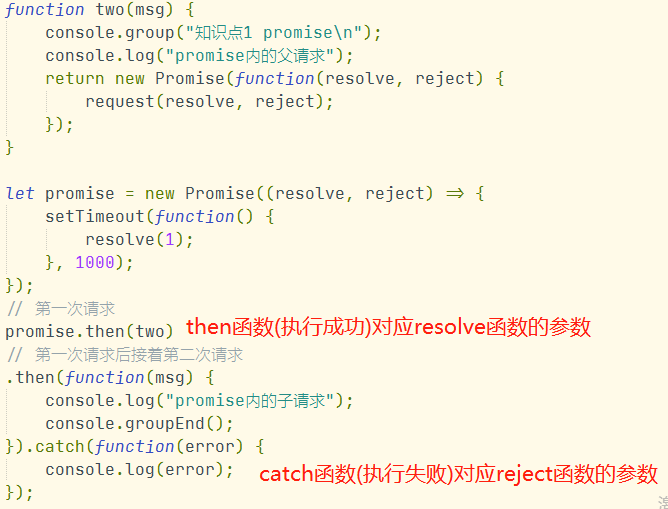 function two(msg) {
console.group("知识点1 promise\n");
console.log("promise内的父请求");
return new Promise(function(resolve, reject) {
request(resolve, reject);
});
}
let promise = new Promise((resolve, reject) => {
setTimeout(function() {
resolve(1);
}, 1000);
});
// 第一次请求
promise.then(two) then函数(执行成功)对应resolve函数的参数
// 第一次请求后接着第二次请求
.then(function(msg) {
console.log("promise内的子请求");
console.groupEnd();
}).catch(function(error) {
console.log(error); catch函数(执行失败)对应reject函数的参数
});